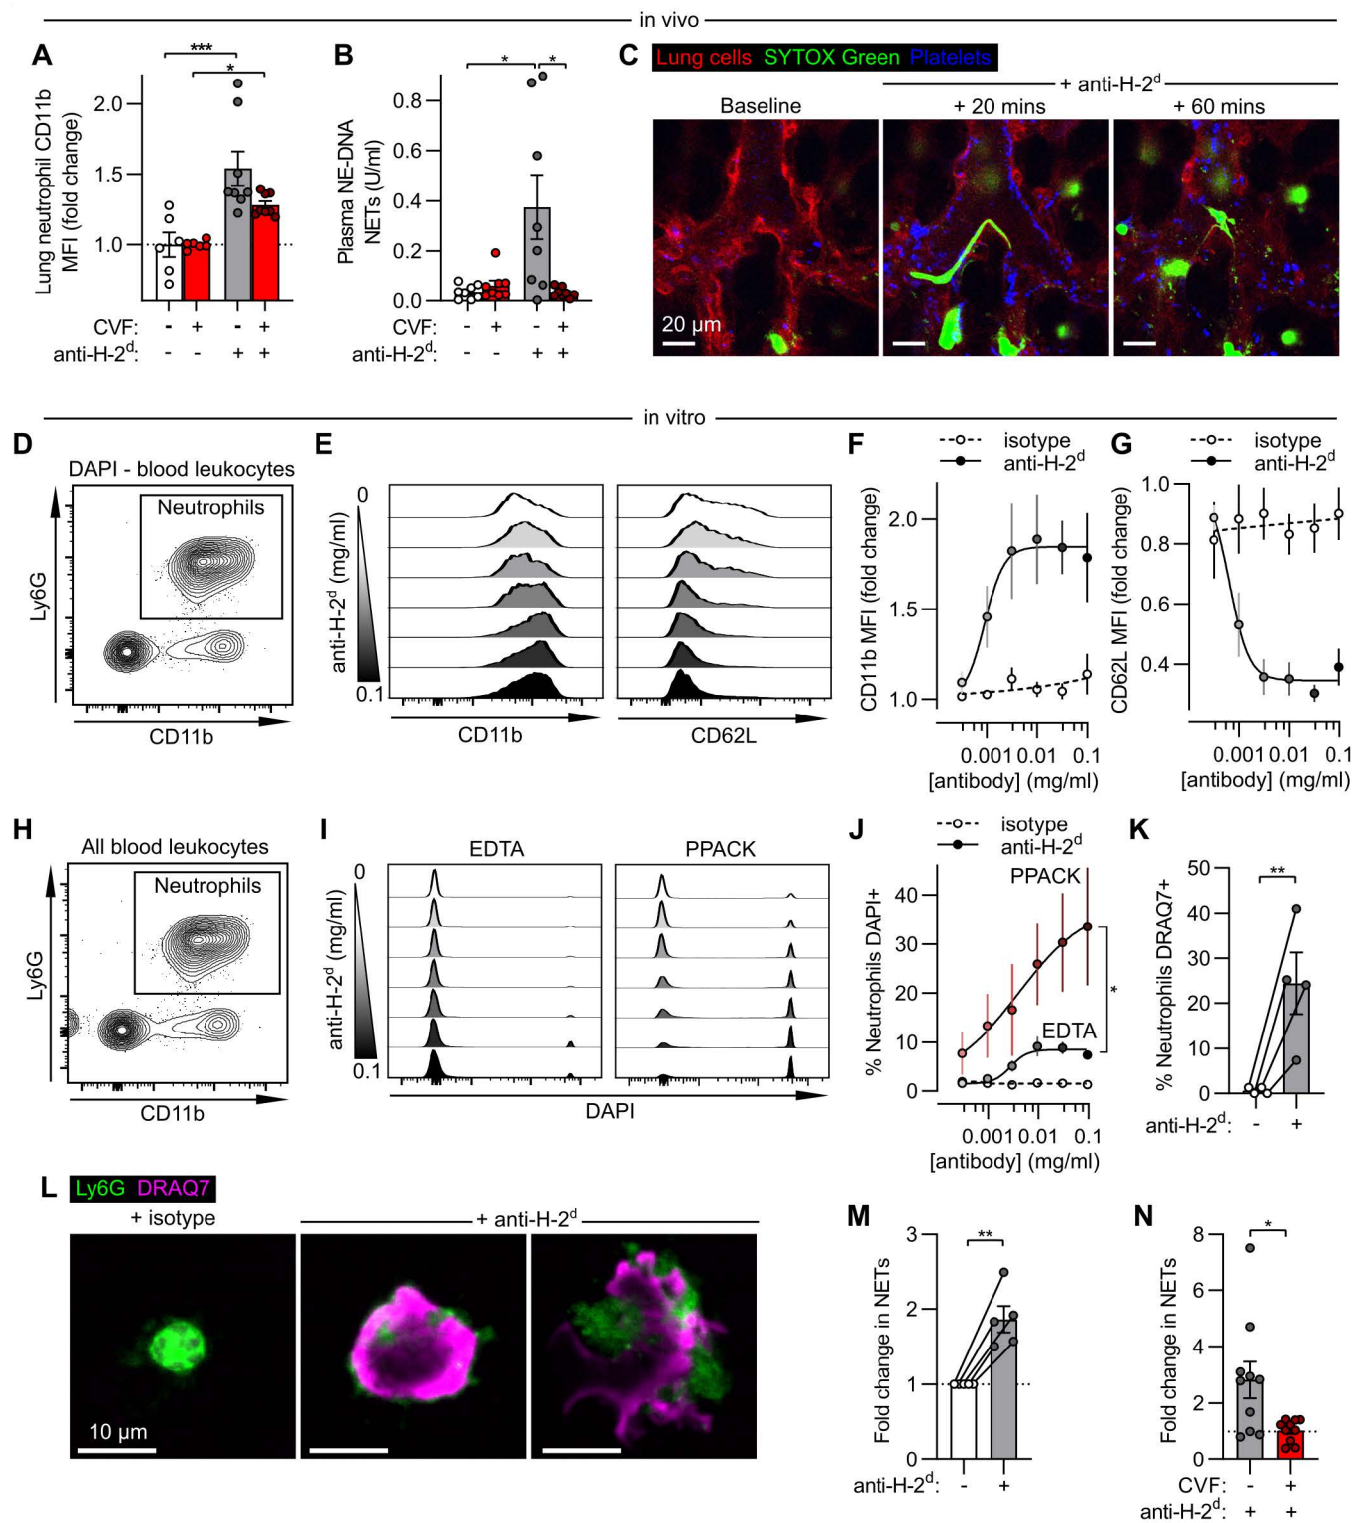 in vivo
A
***
*
Lung neutrophil CD11b
MFI (fold change)
2.0
1.5
1.0
CVF: - + - +
anti-H-2d: - - + +
B
*
*
Plasma NE-DNA
NETs (U/ml)
0.8
0.6
0.4
0.2
0.0
CVF: - + - +
anti-H-2d: - - + +
C
Lung cells SYTOX Green Platelets
+ anti-H-2d
Baseline
+ 20 mins
+ 60 mins
20 µm
in vitro
D
DAPI - blood leukocytes
Neutrophils
Ly6G
CD11b
E
0
anti-H-2d (mg/ml)
0.1
CD11b
CD62L
F
isotype
anti-H-2d
CD11b MFI (fold change)
2.0
1.5
1.0
0.001 0.01 0.1
[antibody] (mg/ml)
G
isotype
anti-H-2d
CD62L MFI (fold change)
1.0
0.8
0.6
0.4
0.001 0.01 0.1
[antibody] (mg/ml)
H
All blood leukocytes
Neutrophils
Ly6G
CD11b
I
EDTA
PPACK
0
anti-H-2d (mg/ml)
0.1
DAPI
J
isotype
anti-H-2d
PPACK
EDTA
*
% Neutrophils DAPI+
40
30
20
10
0
0.001 0.01 0.1
[antibody] (mg/ml)
K
**
% Neutrophils DRAQ7+
50
40
30
20
10
0
anti-H-2d: - +
L
Ly6G DRAQ7
+ isotype
+ anti-H-2d
10 µm
M
**
Fold change in NETs
3
2
1
0
anti-H-2d: - +
N
*
Fold change in NETs
8
6
4
2
0
CVF: - +
anti-H-2d: + +